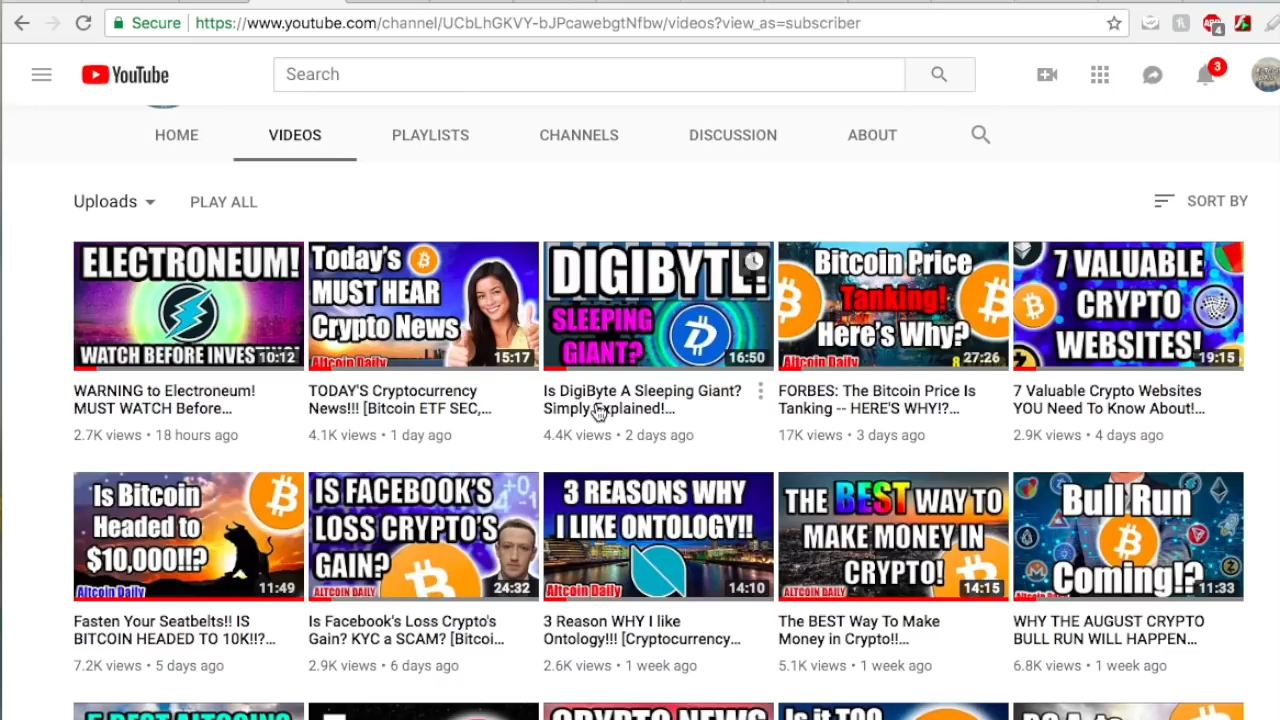 Secure | https://www.youtube.com/channel/UCbLhGKVY-bJPcawebgtNfbw/videos?view_as=subscriber
4
YouTube
Search
3
HOME VIDEOS PLAYLISTS CHANNELS DISCUSSION ABOUT
Uploads PLAY ALL SORT BY
ELECTRONEUM!
WATCH BEFORE INVES
10:12
WARNING to Electroneum!
MUST WATCH Before...
2.7K views • 18 hours ago
Today's
MUST HEAR
Crypto News
Altcoin Daily
15:17
TODAY'S Cryptocurrency
News!!! [Bitcoin ETF SEC,...
4.1K views • 1 day ago
DIGIBYTE!
SLEEPING
GIANT?
16:50
Is DigiByte A Sleeping Giant?
Simply Explained!...
4.4K views • 2 days ago
Bitcoin Price
Tanking!
Here's Why?
Altcoin Daily
27:26
FORBES: The Bitcoin Price Is
Tanking -- HERE'S WHY!?...
17K views • 3 days ago
7 VALUABLE
CRYPTO
WEBSITES!
19:15
7 Valuable Crypto Websites
YOU Need To Know About!...
2.9K views • 4 days ago
Is Bitcoin
Headed to
$10,000!!?
Altcoin Daily
11:49
Fasten Your Seatbelts!! IS
BITCOIN HEADED TO 10K!!?...
7.2K views • 5 days ago
IS FACEBOOK'S
LOSS CRYPTO'S
GAIN?
ALTCOIN DAILY
24:32
Is Facebook's Loss Crypto's
Gain? KYC a SCAM? [Bitcoi...
2.9K views • 6 days ago
3 REASONS WHY
I LIKE ONTOLOGY!!
14:10
3 Reason WHY I like
Ontology!!! [Cryptocurrency...
2.6K views • 1 week ago
THE BEST WAY TO
MAKE MONEY IN
CRYPTO!
ALTCOIN DAILY
14:15
The BEST Way To Make
Money in Crypto!!...
5.1K views • 1 week ago
Bull Run
Coming!?
Altcoin Daily
11:33
WHY THE AUGUST CRYPTO
BULL RUN WILL HAPPEN...
6.8K views • 1 week ago
5 BEST ALTCOINS
CRYPTO NEWS
Is it TOO